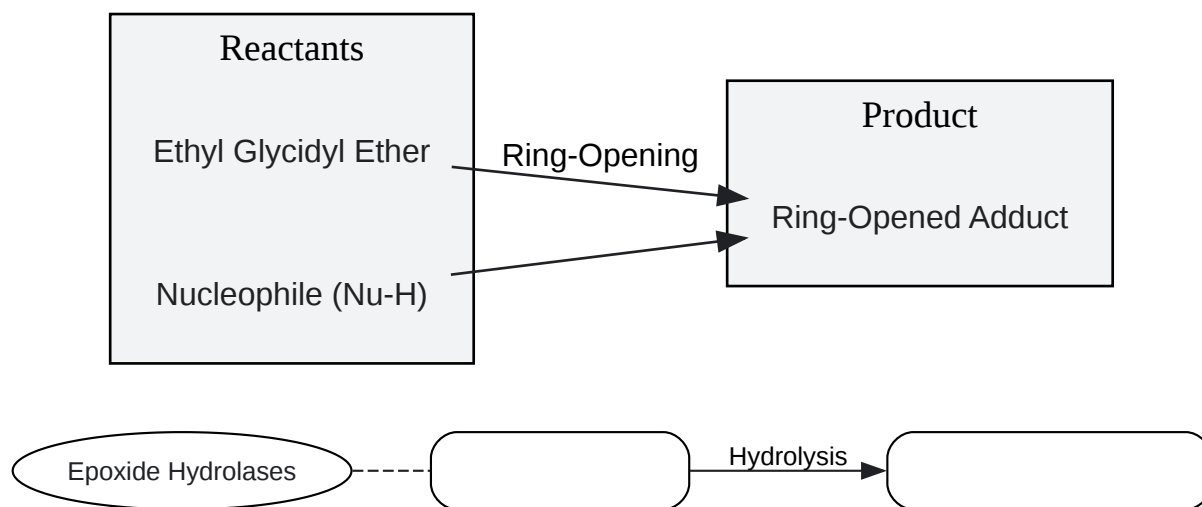 Reactants
Product
Ethyl Glycidyl Ether
Ring-Opening
Ring-Opened Adduct
Nucleophile (Nu-H)
Epoxide Hydrolases
Hydrolysis